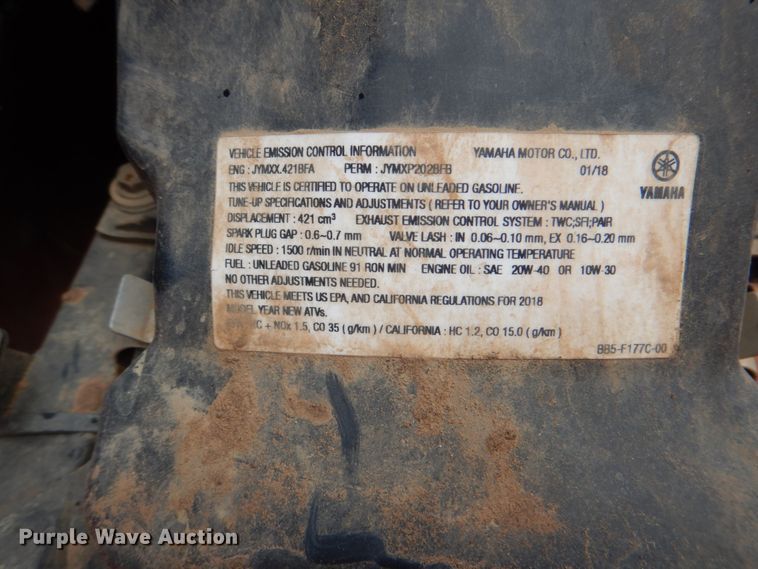 VEHICLE EMISSION CONTROL INFORMATION YAMAHA MOTOR CO., LTD.
ENG : JYMXX.421BFA PERM : JYMXP202BFB 01/18
THIS VEHICLE IS CERTIFIED TO OPERATE ON UNLEADED GASOLINE.
TUNE-UP SPECIFICATIONS AND ADJUSTMENTS ( REFER TO YOUR OWNER'S MANUAL )
YAMAHA
DISPLACEMENT : 421 cm³ EXHAUST EMISSION CONTROL SYSTEM : TWC;SFI;PAIR
SPARK PLUG GAP : 0.6~0.7 mm VALVE LASH : IN 0.06~0.10 mm, EX 0.16~0.20 mm
IDLE SPEED : 1500 r/min IN NEUTRAL AT NORMAL OPERATING TEMPERATURE
FUEL : UNLEADED GASOLINE 91 RON MIN ENGINE OIL : SAE 20W-40 OR 10W-30
NO OTHER ADJUSTMENTS NEEDED.
THIS VEHICLE MEETS US EPA, AND CALIFORNIA REGULATIONS FOR 2018
MODEL YEAR NEW ATVs.
+ NOx 1.5, CO 35 ( g/km ) / CALIFORNIA : HC 1.2, CO 15.0 ( g/km )
BB5-F177C-00
Purple Wave Auction